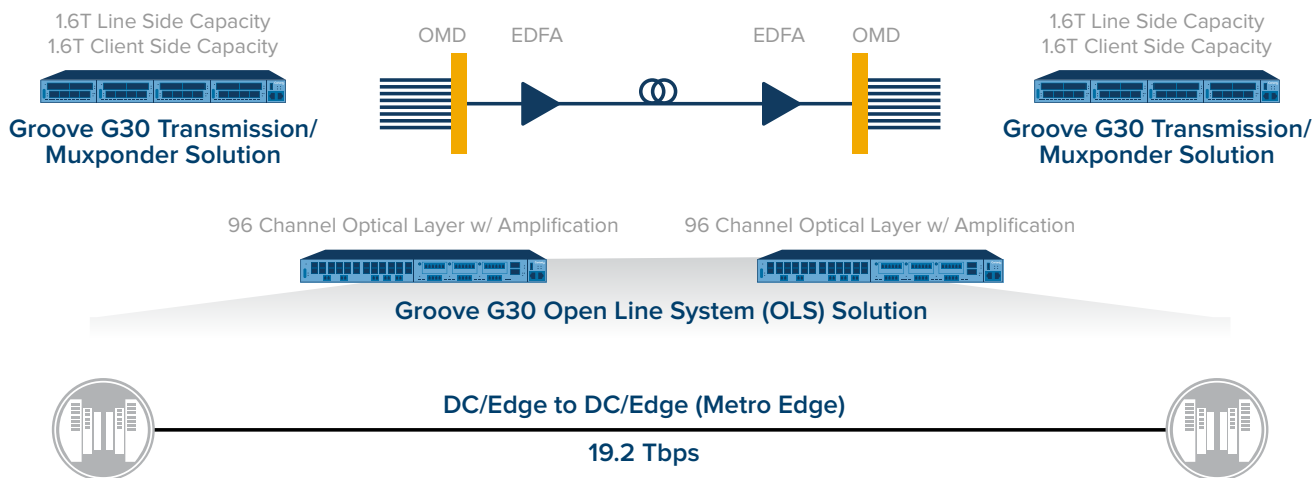 1.6T Line Side Capacity
1.6T Client Side Capacity
OMD
EDFA
EDFA
OMD
1.6T Line Side Capacity
1.6T Client Side Capacity
Groove G30 Transmission/
Muxponder Solution
Groove G30 Transmission/
Muxponder Solution
96 Channel Optical Layer w/ Amplification
96 Channel Optical Layer w/ Amplification
Groove G30 Open Line System (OLS) Solution
DC/Edge to DC/Edge (Metro Edge)
19.2 Tbps